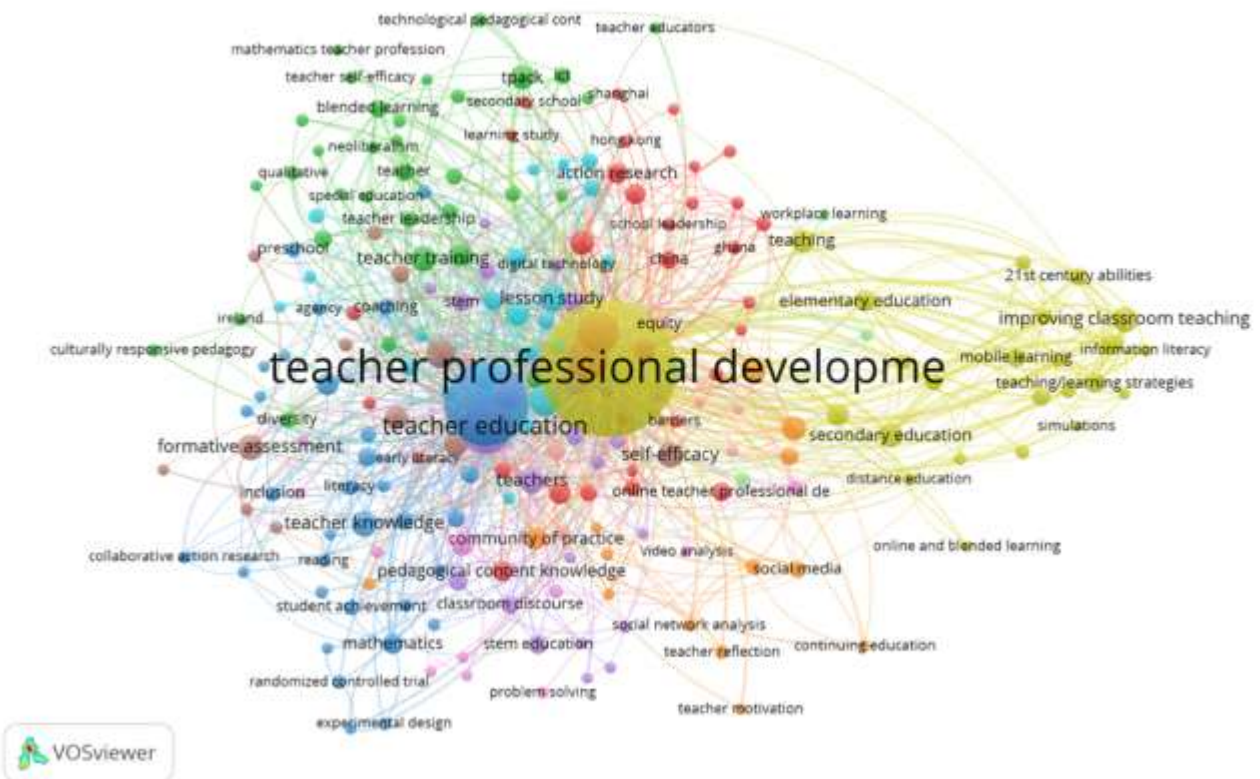 technological pedagogical cont
teacher educators
mathematics teacher profession
teacher self-efficacy
tpack
ict
blended learning
secondary school
shanghai
learning study
hong kong
neoliberalism
qualitative
teacher
action research
special education
teacher leadership
school leadership
workplace learning
preschool
teacher training
digital technology
china
ghana
teaching
21st century abilities
agency
coaching
stem
lesson study
elementary education
ireland
equity
improving classroom teaching
culturally responsive pedagogy
mobile learning
information literacy
teacher professional developme
teaching/learning strategies
diversity
teacher education
barriers
simulations
formative assessment
early literacy
self-efficacy
secondary education
inclusion
literacy
teachers
online teacher professional de
distance education
teacher knowledge
community of practice
video analysis
online and blended learning
collaborative action research
reading
pedagogical content knowledge
social media
student achievement
classroom discourse
social network analysis
mathematics
stem education
teacher reflection
continuing education
randomized controlled trial
problem solving
teacher motivation
experimental design
VOSviewer